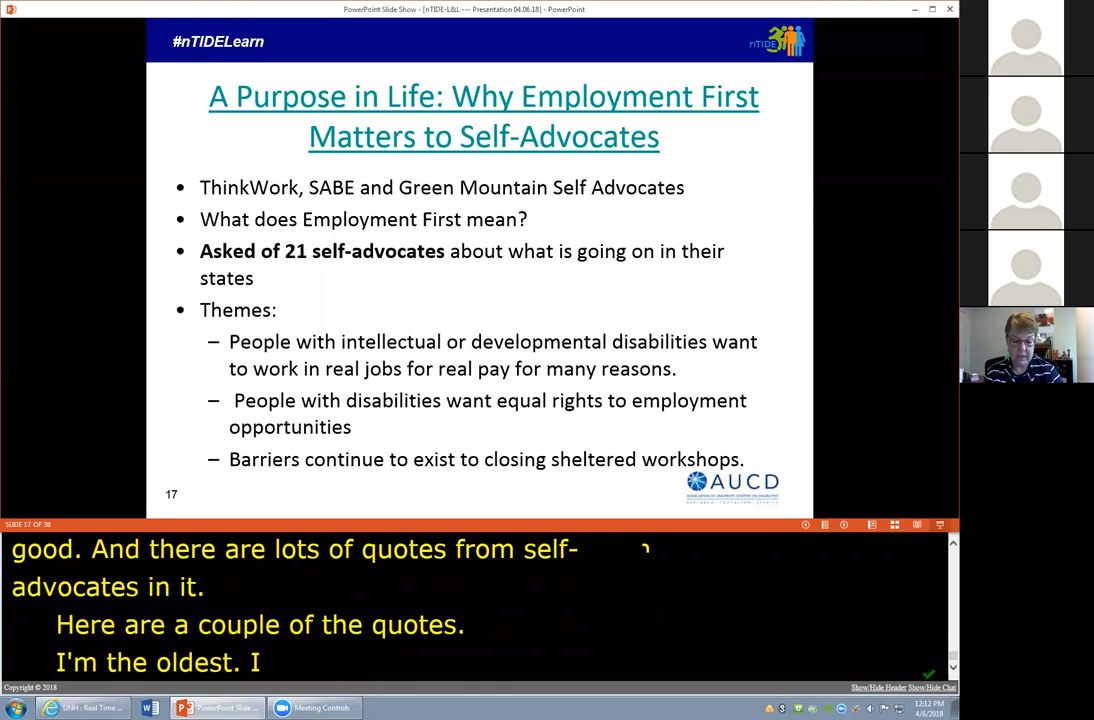 PowerPoint Slide Show - [nTIDE-L&L --- Presentation 04.06.18] - PowerPoint
#nTIDELearn
nTIDE
A Purpose in Life: Why Employment First
Matters to Self-Advocates
• ThinkWork, SABE and Green Mountain Self Advocates
• What does Employment First mean?
• Asked of 21 self-advocates about what is going on in their
states
• Themes:
– People with intellectual or developmental disabilities want
to work in real jobs for real pay for many reasons.
– People with disabilities want equal rights to employment
opportunities
– Barriers continue to exist to closing sheltered workshops.
AUCD
17
SLIDE 17 OF 38
good. And there are lots of quotes from self-
advocates in it.
Here are a couple of the quotes.
I'm the oldest. I
Copyright © 2018
Show/Hide Header Show/Hide Chat
UNH : Real Time ...
PowerPoint Slide ...
Meeting Controls
12:12 PM
4/6/2018